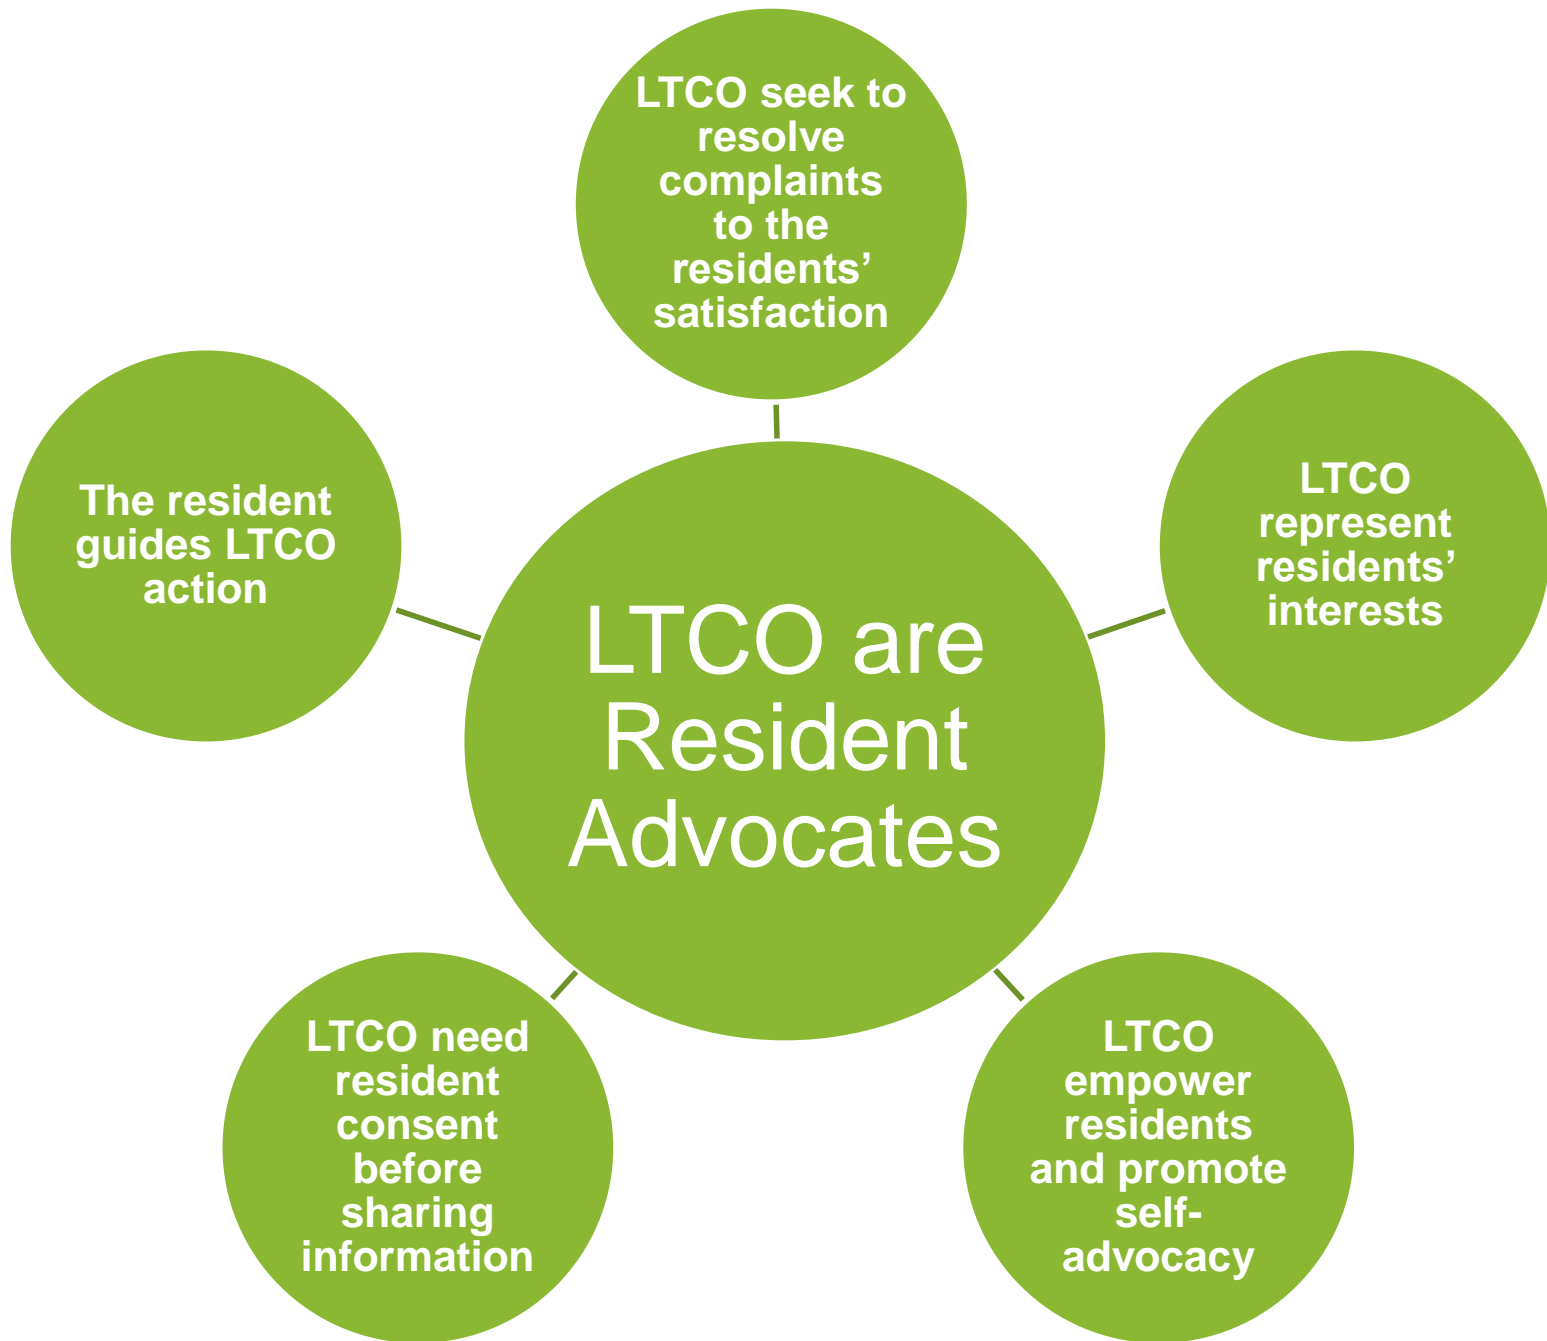 LTCO seek to
resolve
complaints
to the
residents’
satisfaction
LTCO
represent
residents’
interests
The resident
guides LTCO
action
LTCO are
Resident
Advocates
LTCO need
resident
consent
before
sharing
information
LTCO
empower
residents
and promote
self-
advocacy